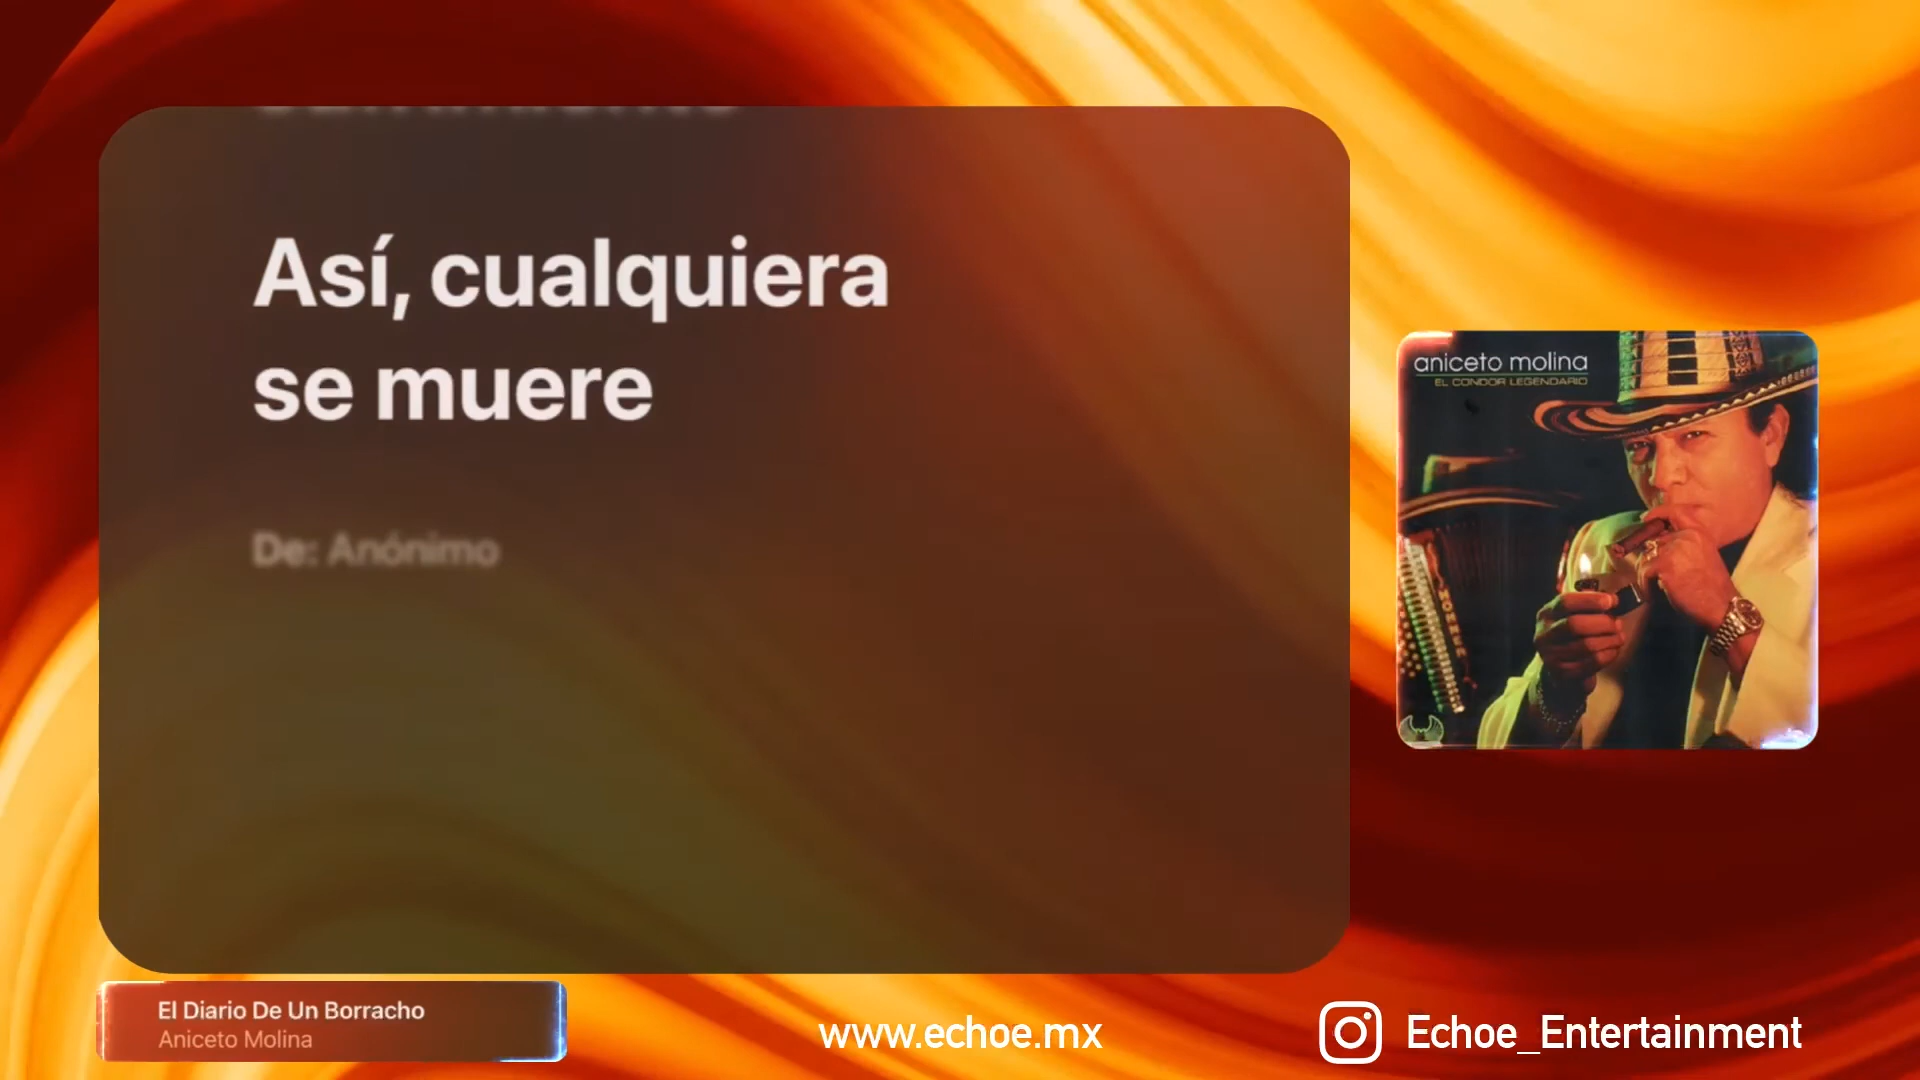 Así, cualquiera
se muere
De: Anónimo
aniceto molina
EL CONDOR LEGENDARIO
El Diario De Un Borracho
Aniceto Molina
www.echoe.mx
Echoe_Entertainment